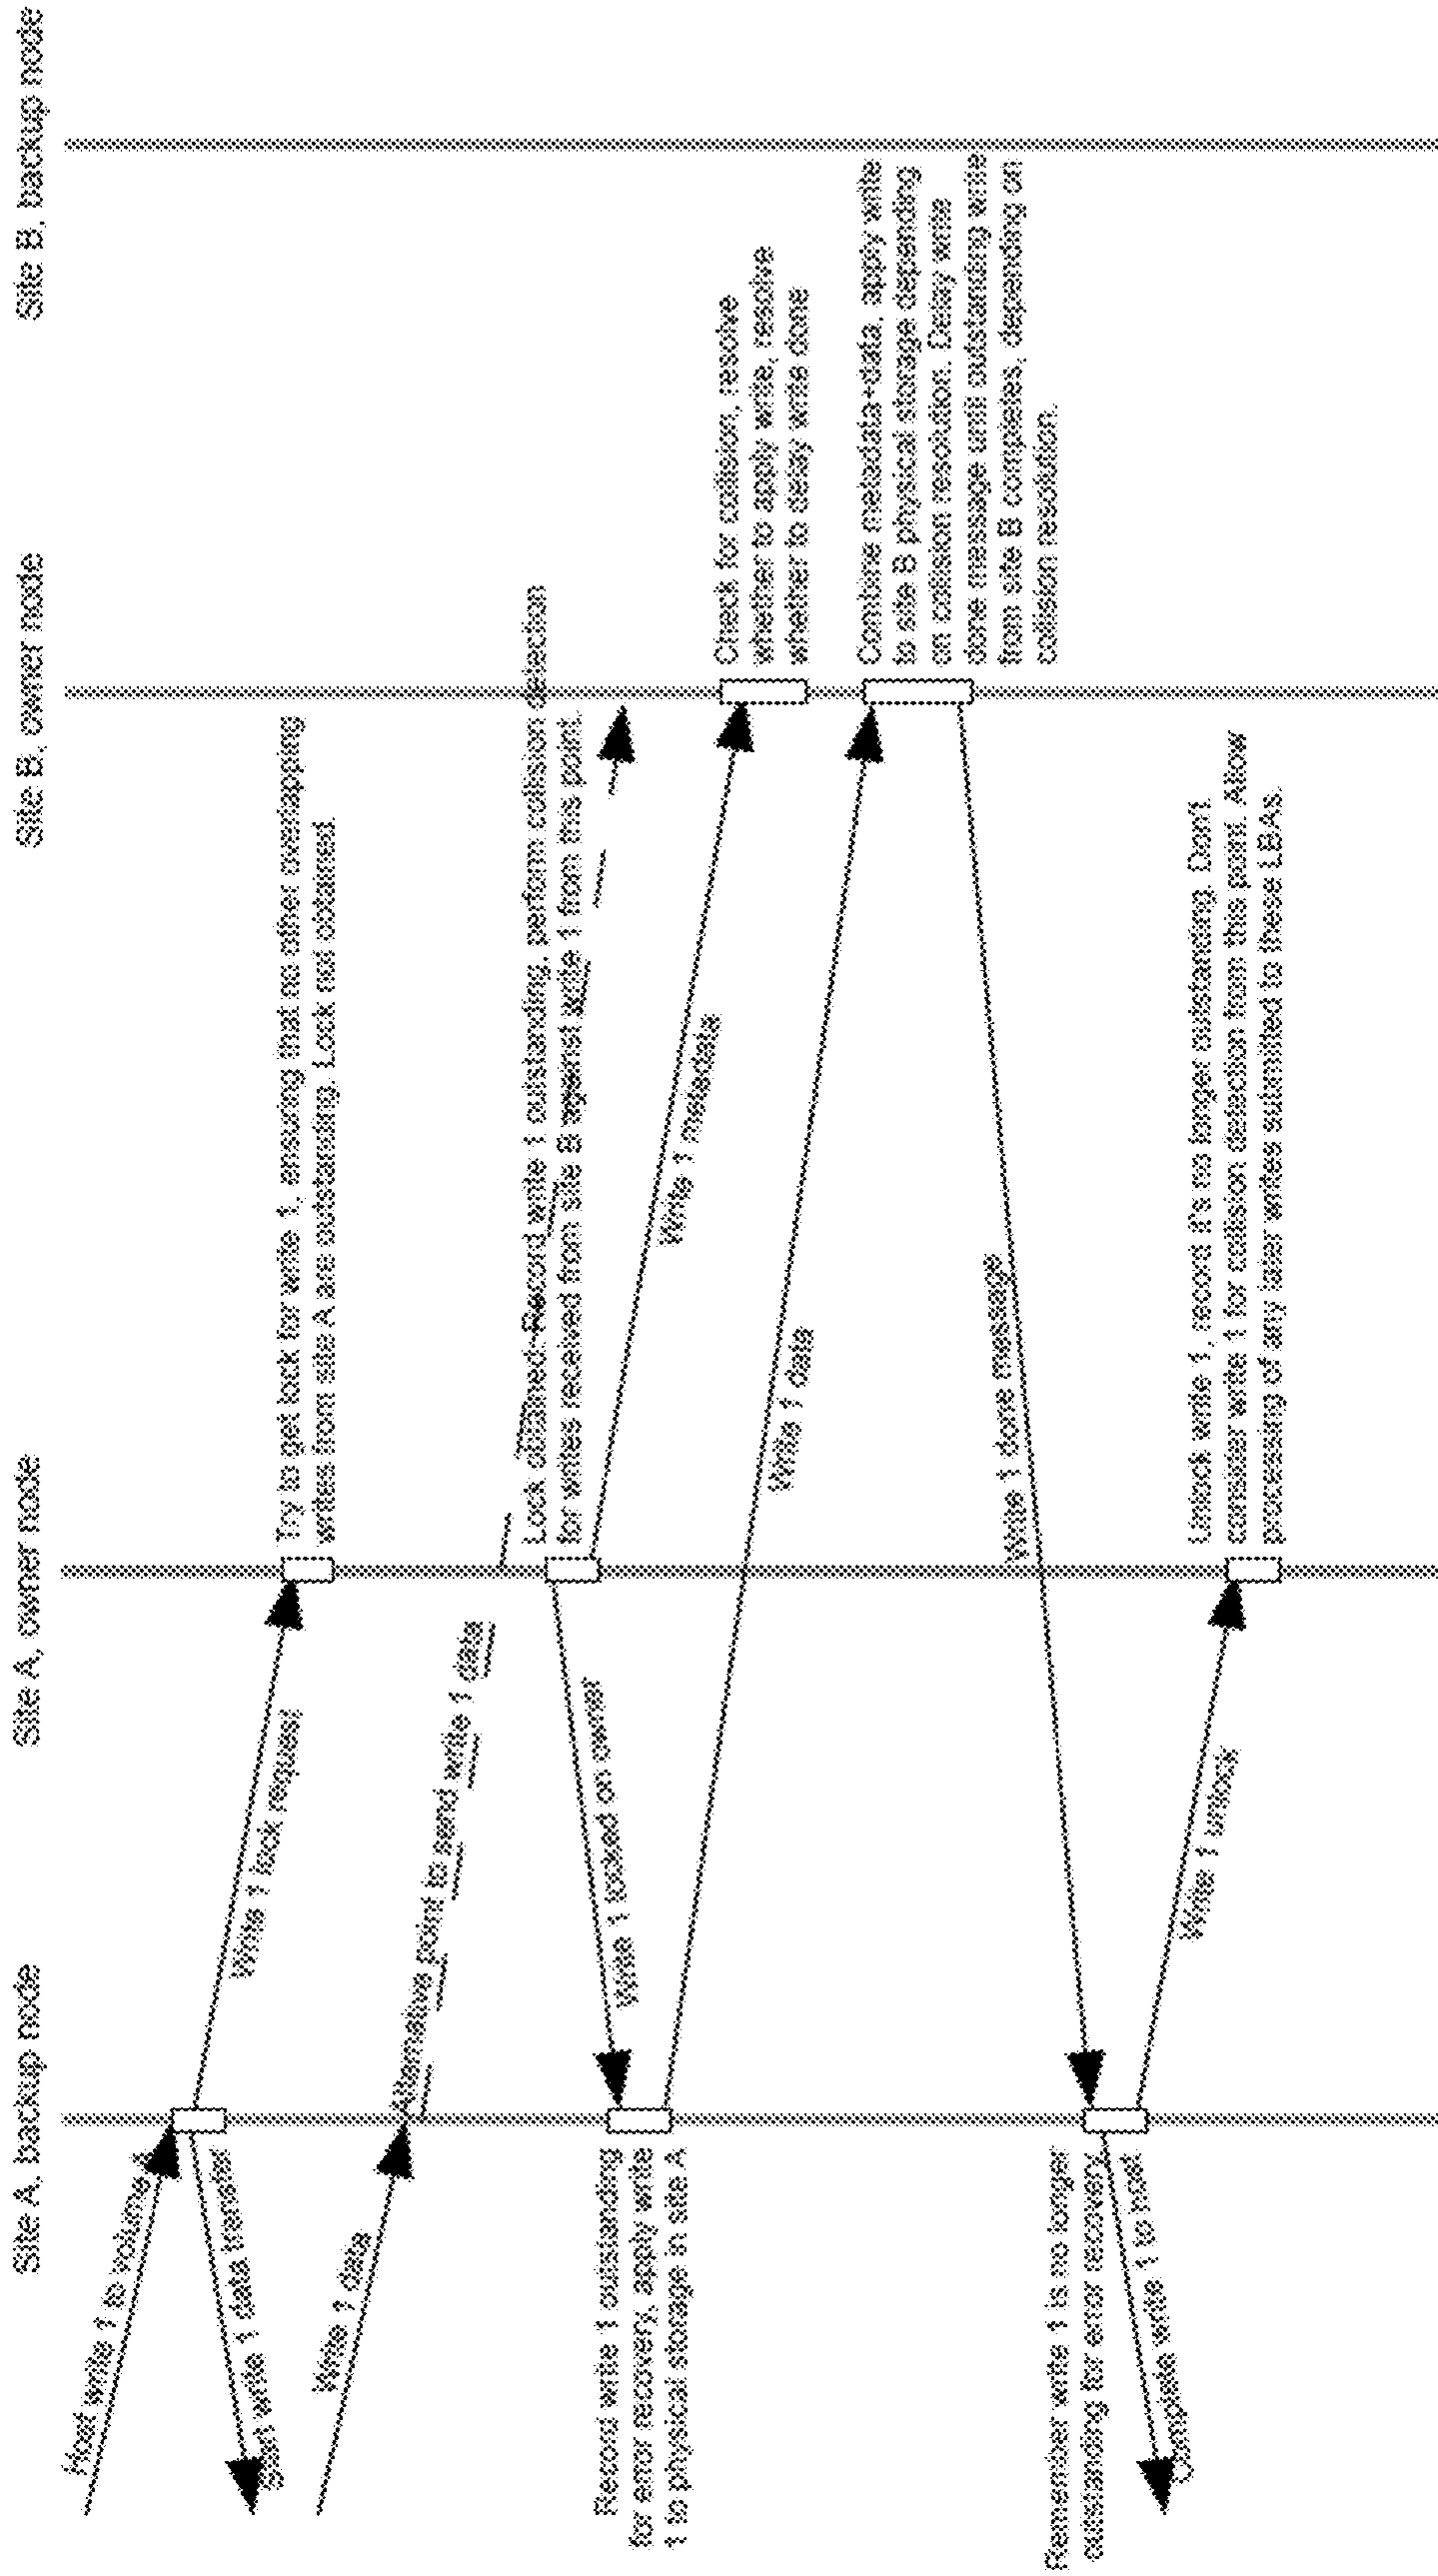 Site A, backup node
Site A, owner node
Site B, owner node
Site B, backup node
Host write 1 to volume A
Start write 1 data transfer
Write 1 lock request
Try to get lock for write 1, ensuring that no other overlapping
writes from site A are outstanding. Lock not obtained.
Write 1 data
Alternative point to send write 1 data
Lock obtained. Record write 1 outstanding, perform collision detection
for writes received from site B against write 1 from this point.
Write 1 locked on owner
Write 1 metadata
Record write 1 outstanding
for error recovery, apply write
1 to physical storage in site A
Check for collision, resolve
whether to apply write, resolve
whether to delay write done
Write 1 data
Combine metadata+data, apply write
to site B physical storage depending
on collision resolution. Delay write
done message until outstanding write
from site B competes, depending on
collision resolution.
Write 1 done message
Remember write 1 is no longer
outstanding for error recovery.
Complete write 1 to host.
Write 1 unlock
Unlock write 1, record it's no longer outstanding. Don't
consider write 1 for collision detection from this point. Allow
processing of any later writes submitted to these LBAs.